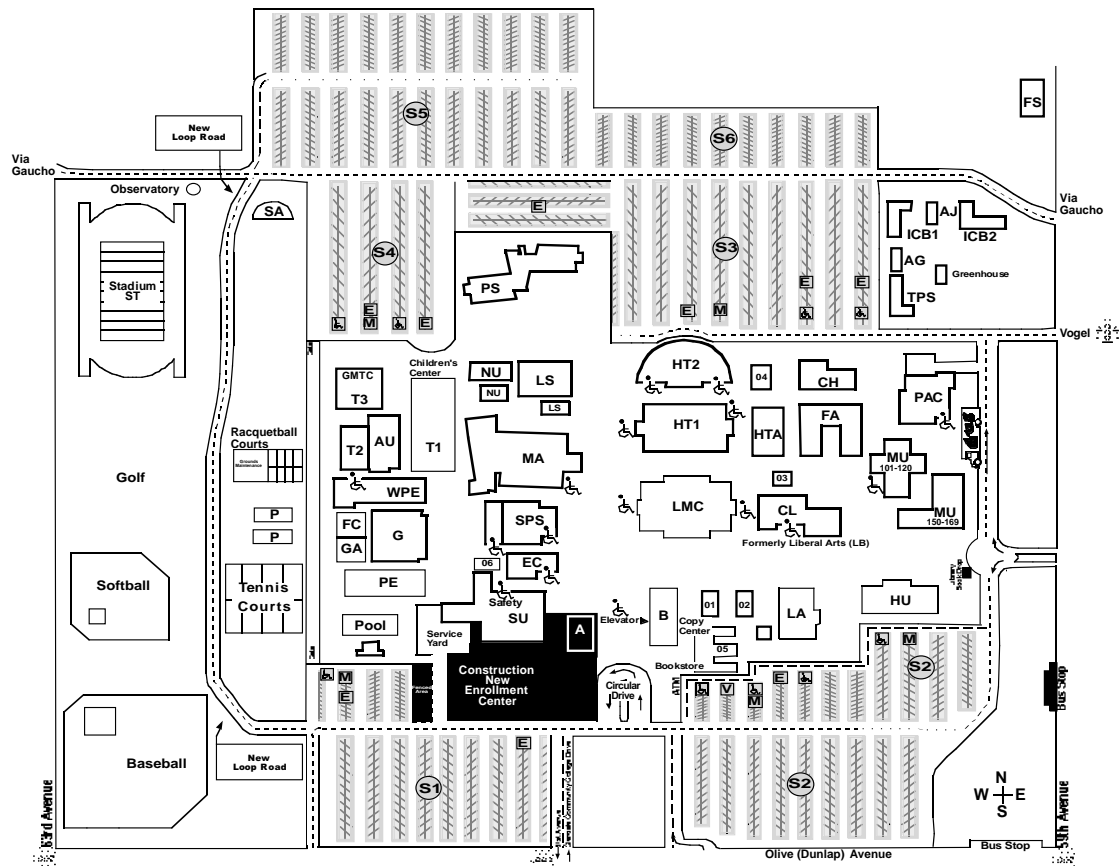 FS
S5
New
Loop Road
S6
Via
Gaucho
Observatory
SA
Via
Gaucho
E
AJ
ICB1
ICB2
S4
S3
AG
Greenhouse
Stadium
ST
PS
TPS
E
E
E
M
E
E
M
Vogel
Children's
Center
GMTC
T3
NU
NU
LS
LS
HT2
04
CH
PAC
T2
AU
T1
MA
HT1
HTA
FA
Racquetball
Courts
Grounds
Maintenance
MU
101-120
Golf
WPE
03
P
P
FC
GA
G
SPS
LMC
CL
MU
150-169
Formerly Liberal Arts (LB)
06
EC
Softball
Tennis
Courts
PE
Library
Book Drop
HU
Safety
SU
Elevator
B
01
02
LA
Copy
Center
Pool
Service
Yard
A
05
Bookstore
M
S2
Construction
New
Enrollment
Center
Circular
Drive
ATM
M
E
V
E
M
Bus Stop
New
Loop Road
Baseball
E
S1
S2
N
W E
S
63rd Avenue
59th Avenue
Bus Stop
Olive (Dunlap) Avenue